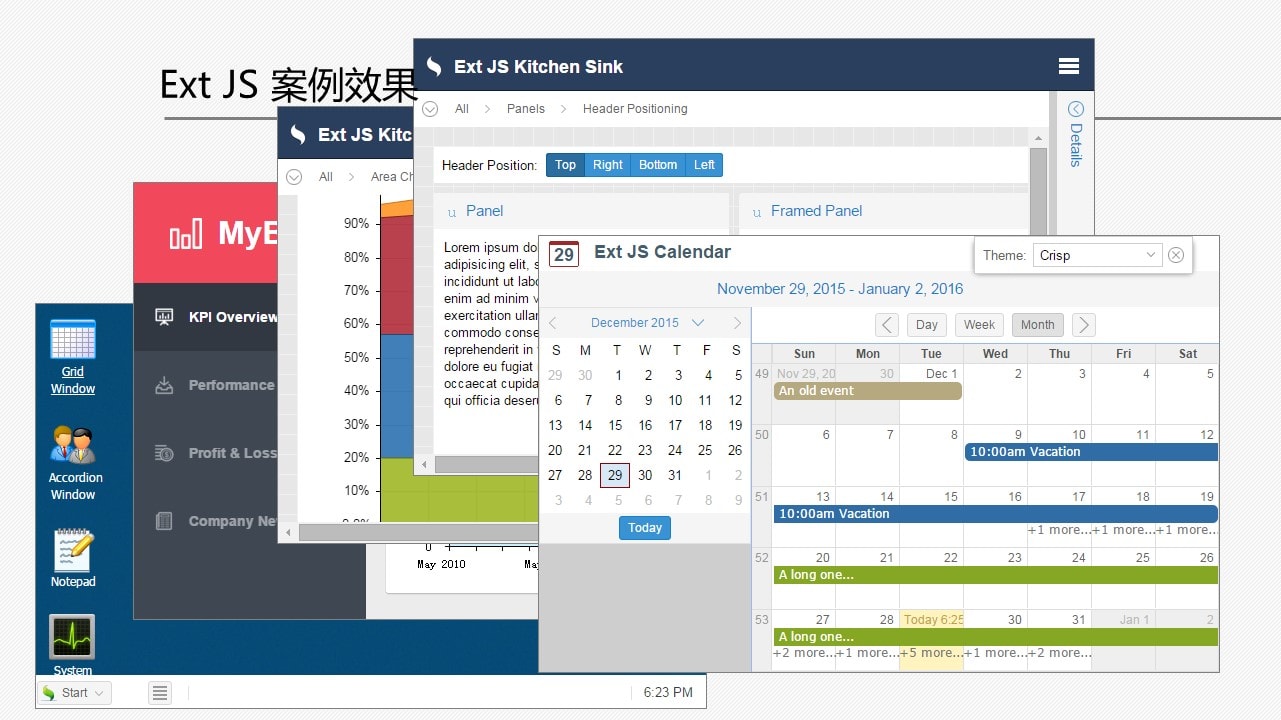 Ext JS 案例效果
Ext JS Kitchen Sink
All > Panels > Header Positioning
Details
Header Position: Top Right Bottom Left
u Panel
u Framed Panel
Lorem ipsum do
adipisicing elit, s
incididunt ut labo
enim ad minim v
exercitation ullar
commodo conse
reprehenderit in
dolore eu fugiat
occaecat cupida
qui officia deseru
Ext JS Kitc
All > Area Ch
90%
80%
70%
60%
50%
40%
30%
20%
10%
MyE
KPI Overview
Performance
Profit & Loss
Company Ne
0
May 2010
Ma
Grid
Window
Accordion
Window
Notepad
System
Start
6:23 PM
29 Ext JS Calendar
Theme: Crisp
November 29, 2015 - January 2, 2016
December 2015
S M T W T F S
29 30 1 2 3 4 5
6 7 8 9 10 11 12
13 14 15 16 17 18 19
20 21 22 23 24 25 26
27 28 29 30 31 1 2
3 4 5 6 7 8 9
Today
Day Week Month
Sun Mon Tue Wed Thu Fri Sat
49 Nov 29, 20 30 Dec 1 2 3 4 5
An old event
50 6 7 8 9 10 11 12
10:00am Vacation
51 13 14 15 16 17 18 19
10:00am Vacation
+1 more... +1 more... +1 more...
52 20 21 22 23 24 25 26
A long one...
53 27 28 Today 6:25 30 31 Jan 1 2
A long one...
+2 more... +1 more... +5 more... +1 more... +2 more...